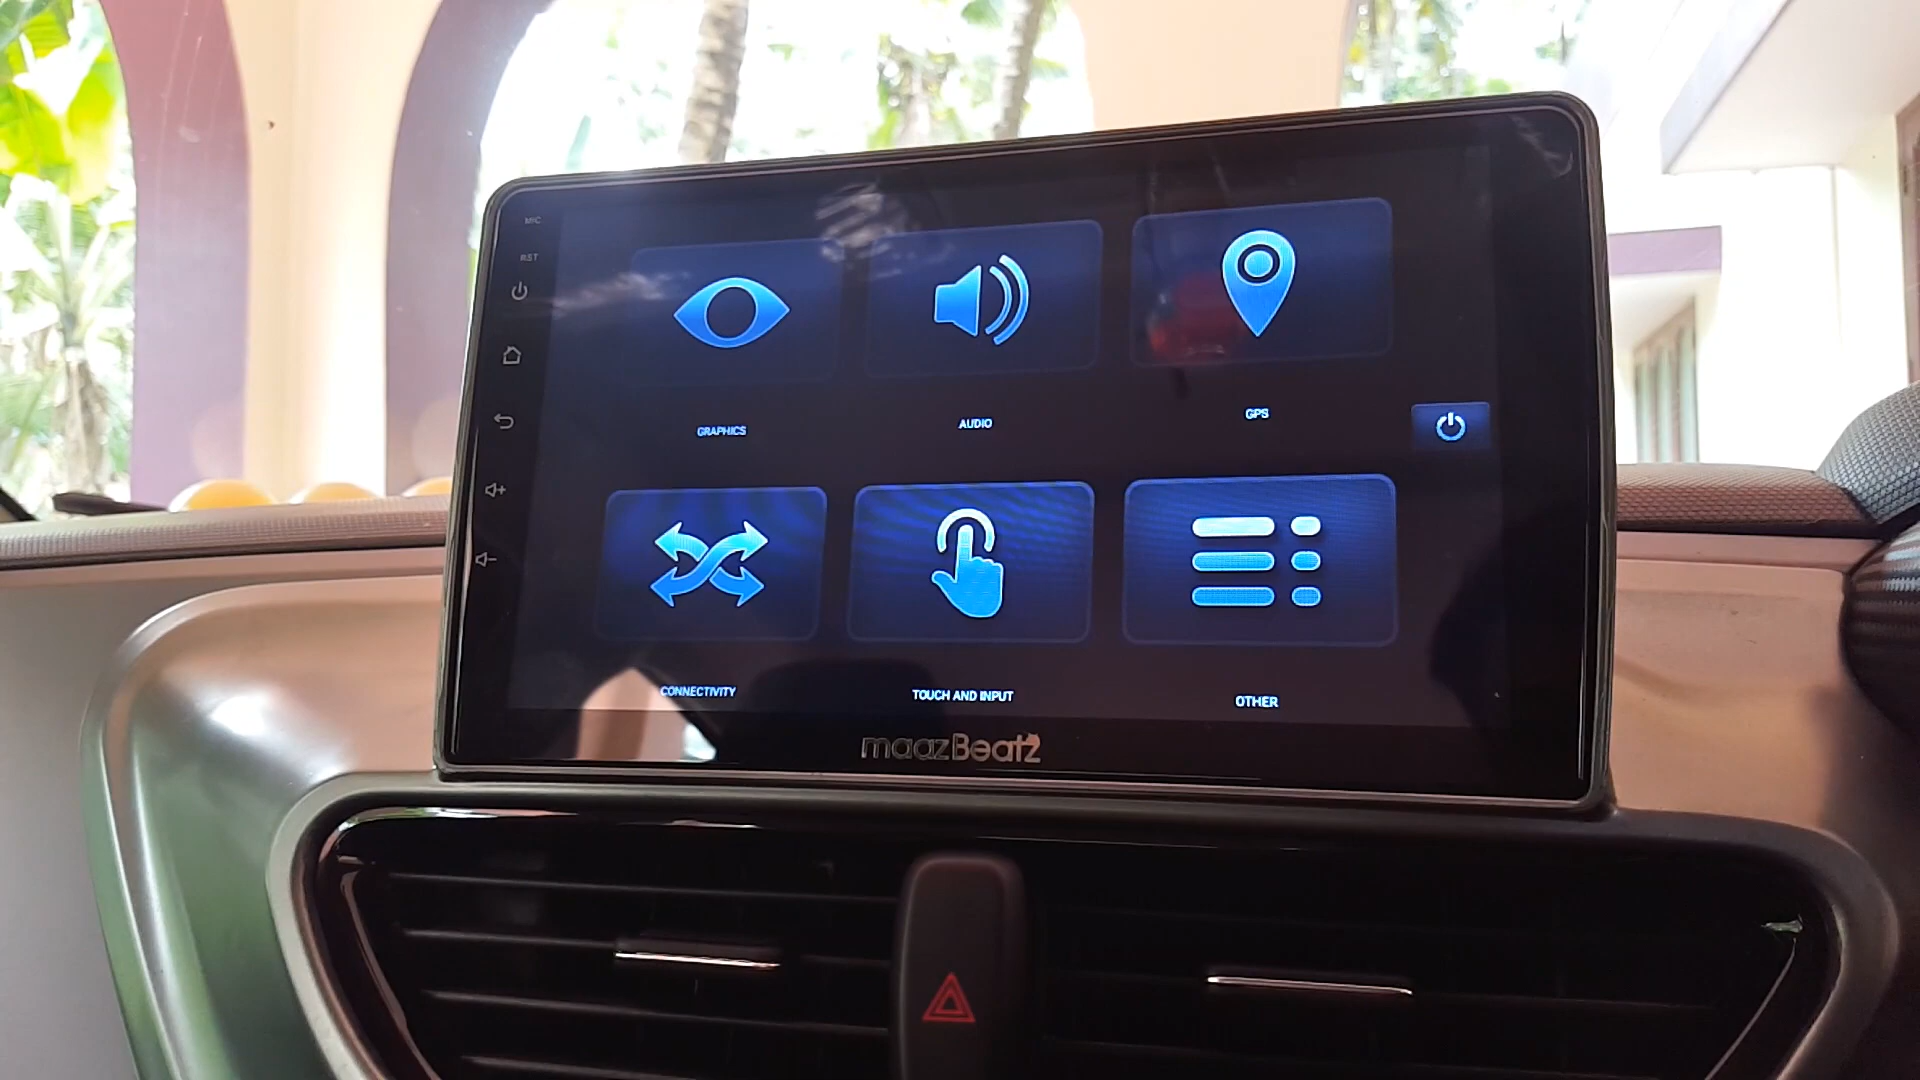 MIC
RST
GRAPHICS
AUDIO
GPS
CONNECTIVITY
TOUCH AND INPUT
OTHER
maazBeatz